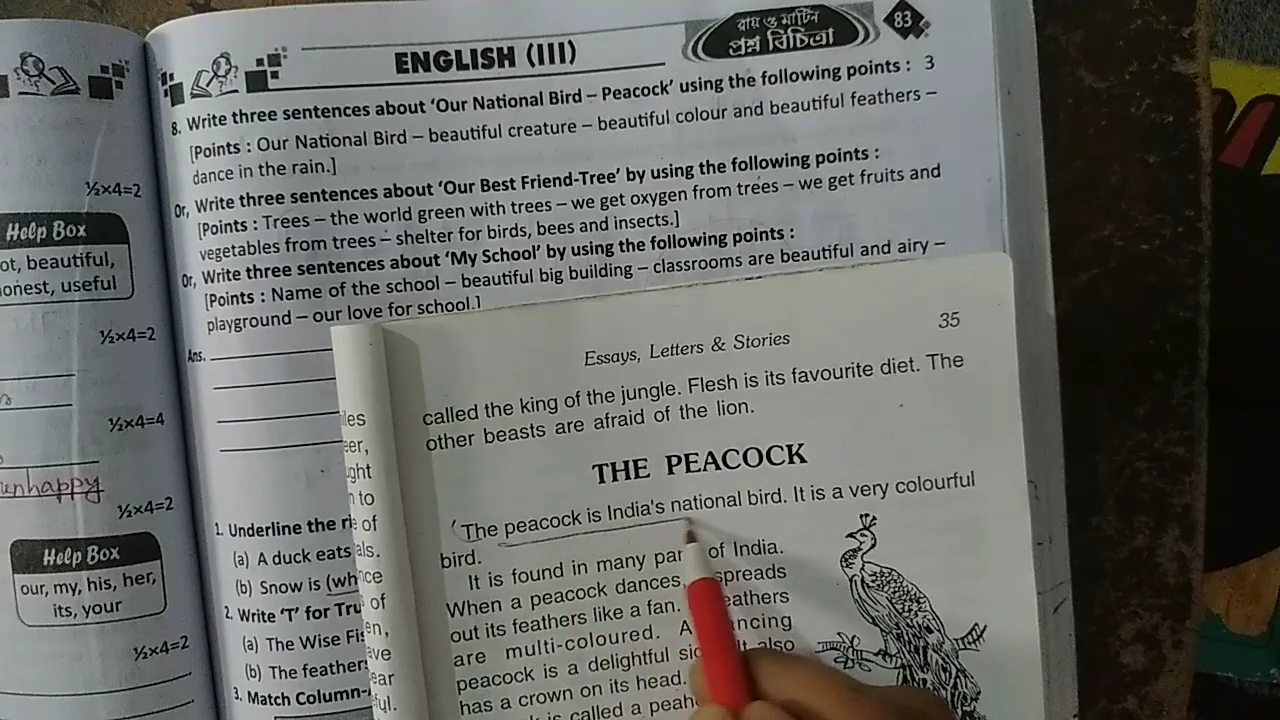 ENGLISH (III)
রায় ও মার্টিন
প্রশ্ন বিচিত্রা
83
8. Write three sentences about 'Our National Bird – Peacock' using the following points : 3
[Points : Our National Bird – beautiful creature – beautiful colour and beautiful feathers –
dance in the rain.]
Or, Write three sentences about 'Our Best Friend-Tree' by using the following points :
[Points : Trees – the world green with trees – we get oxygen from trees – we get fruits and
vegetables from trees – shelter for birds, bees and insects.]
Or, Write three sentences about 'My School' by using the following points :
[Points : Name of the school – beautiful big building – classrooms are beautiful and airy –
playground – our love for school.]
Ans.
1. Underline the
(a) A duck eats
(b) Snow is
2. Write 'T' for
(a) The Wise
(b) The
3. Match
½×4=2
Help Box
beautiful,
useful
½×4=2
½×4=4
unhappy
½×4=2
Help Box
our, my, his, her,
its, your
½×4=2
35
Essays, Letters & Stories
called the king of the jungle. Flesh is its favourite diet. The
other beasts are afraid of the lion.
THE PEACOCK
The peacock is India's national bird. It is a very colourful
bird.
It is found in many of India.
When a peacock dances, spreads
out its feathers like a fan.
are multi-coloured.
peacock is a delightful also
has a crown on its head.
is called a